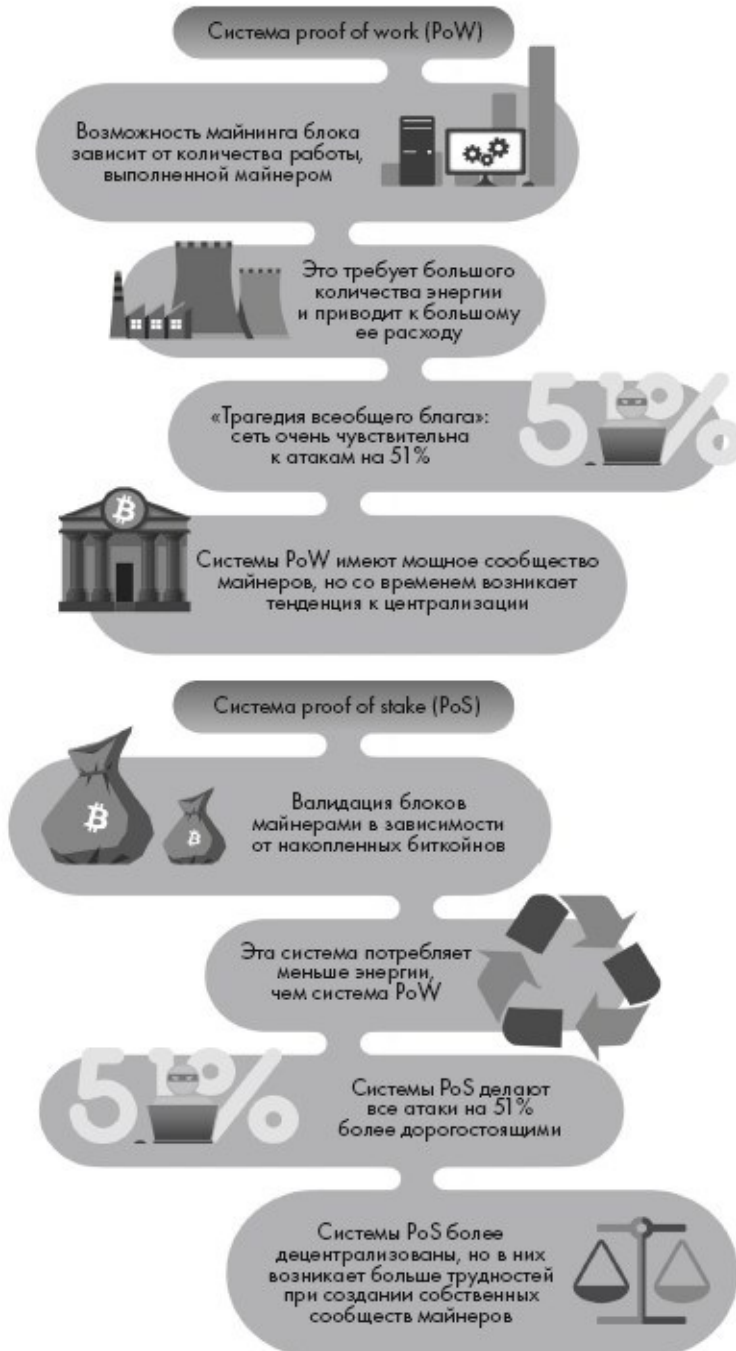 Система proof of work (PoW)
Возможность майнинга блока
зависит от количества работы,
выполненной майнером
Это требует большого
количества энергии
и приводит к большому
ее расходу
«Трагедия всеобщего блага»:
сеть очень чувствительна
к атакам на 51%
51%
Системы PoW имеют мощное сообщество
майнеров, но со временем возникает
тенденция к централизации
Система proof of stake (PoS)
Валидация блоков
майнерами в зависимости
от накопленных биткойнов
Эта система потребляет
меньше энергии,
чем система PoW
51%
Системы PoS делают
все атаки на 51%
более дорогостоящими
Системы PoS более
децентрализованы, но в них
возникает больше трудностей
при создании собственных
сообществ майнеров